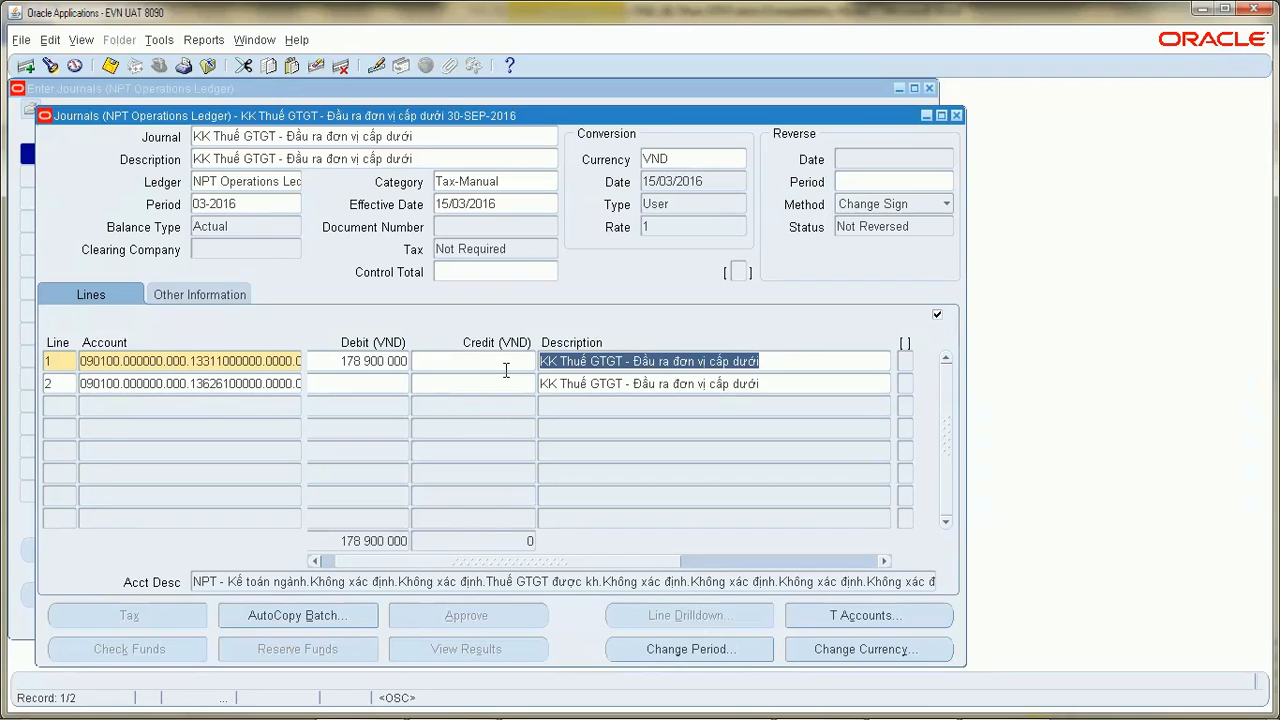 Oracle Applications - EVN UAT 8090
File Edit View Folder Tools Reports Window Help
ORACLE
Enter Journals (NPT Operations Ledger)
Journals (NPT Operations Ledger) - KK Thuế GTGT - Đầu ra đơn vị cấp dưới 30-SEP-2016
Journal KK Thuế GTGT - Đầu ra đơn vị cấp dưới
Description KK Thuế GTGT - Đầu ra đơn vị cấp dưới
Ledger NPT Operations Led
Category Tax-Manual
Period 03-2016
Effective Date 15/03/2016
Balance Type Actual
Document Number
Clearing Company
Tax Not Required
Control Total
Conversion
Currency VND
Date 15/03/2016
Type User
Rate 1
Reverse
Date
Period
Method Change Sign
Status Not Reversed
[ ]
Lines Other Information
Line Account Debit (VND) Credit (VND) Description [ ]
1 090100.000000.000.13311000000.0000.0 178 900 000 KK Thuế GTGT - Đầu ra đơn vị cấp dưới
2 090100.000000.000.13626100000.0000.0 KK Thuế GTGT - Đầu ra đơn vị cấp dưới
178 900 000 0
Acct Desc NPT - Kế toán ngành.Không xác định.Không xác định.Thuế GTGT được kh.Không xác định.Không xác định.Không xác định.Không xác đ
Tax AutoCopy Batch... Approve Line Drilldown... T Accounts...
Check Funds Reserve Funds View Results Change Period... Change Currency...
Record: 1/2 ... <OSC>